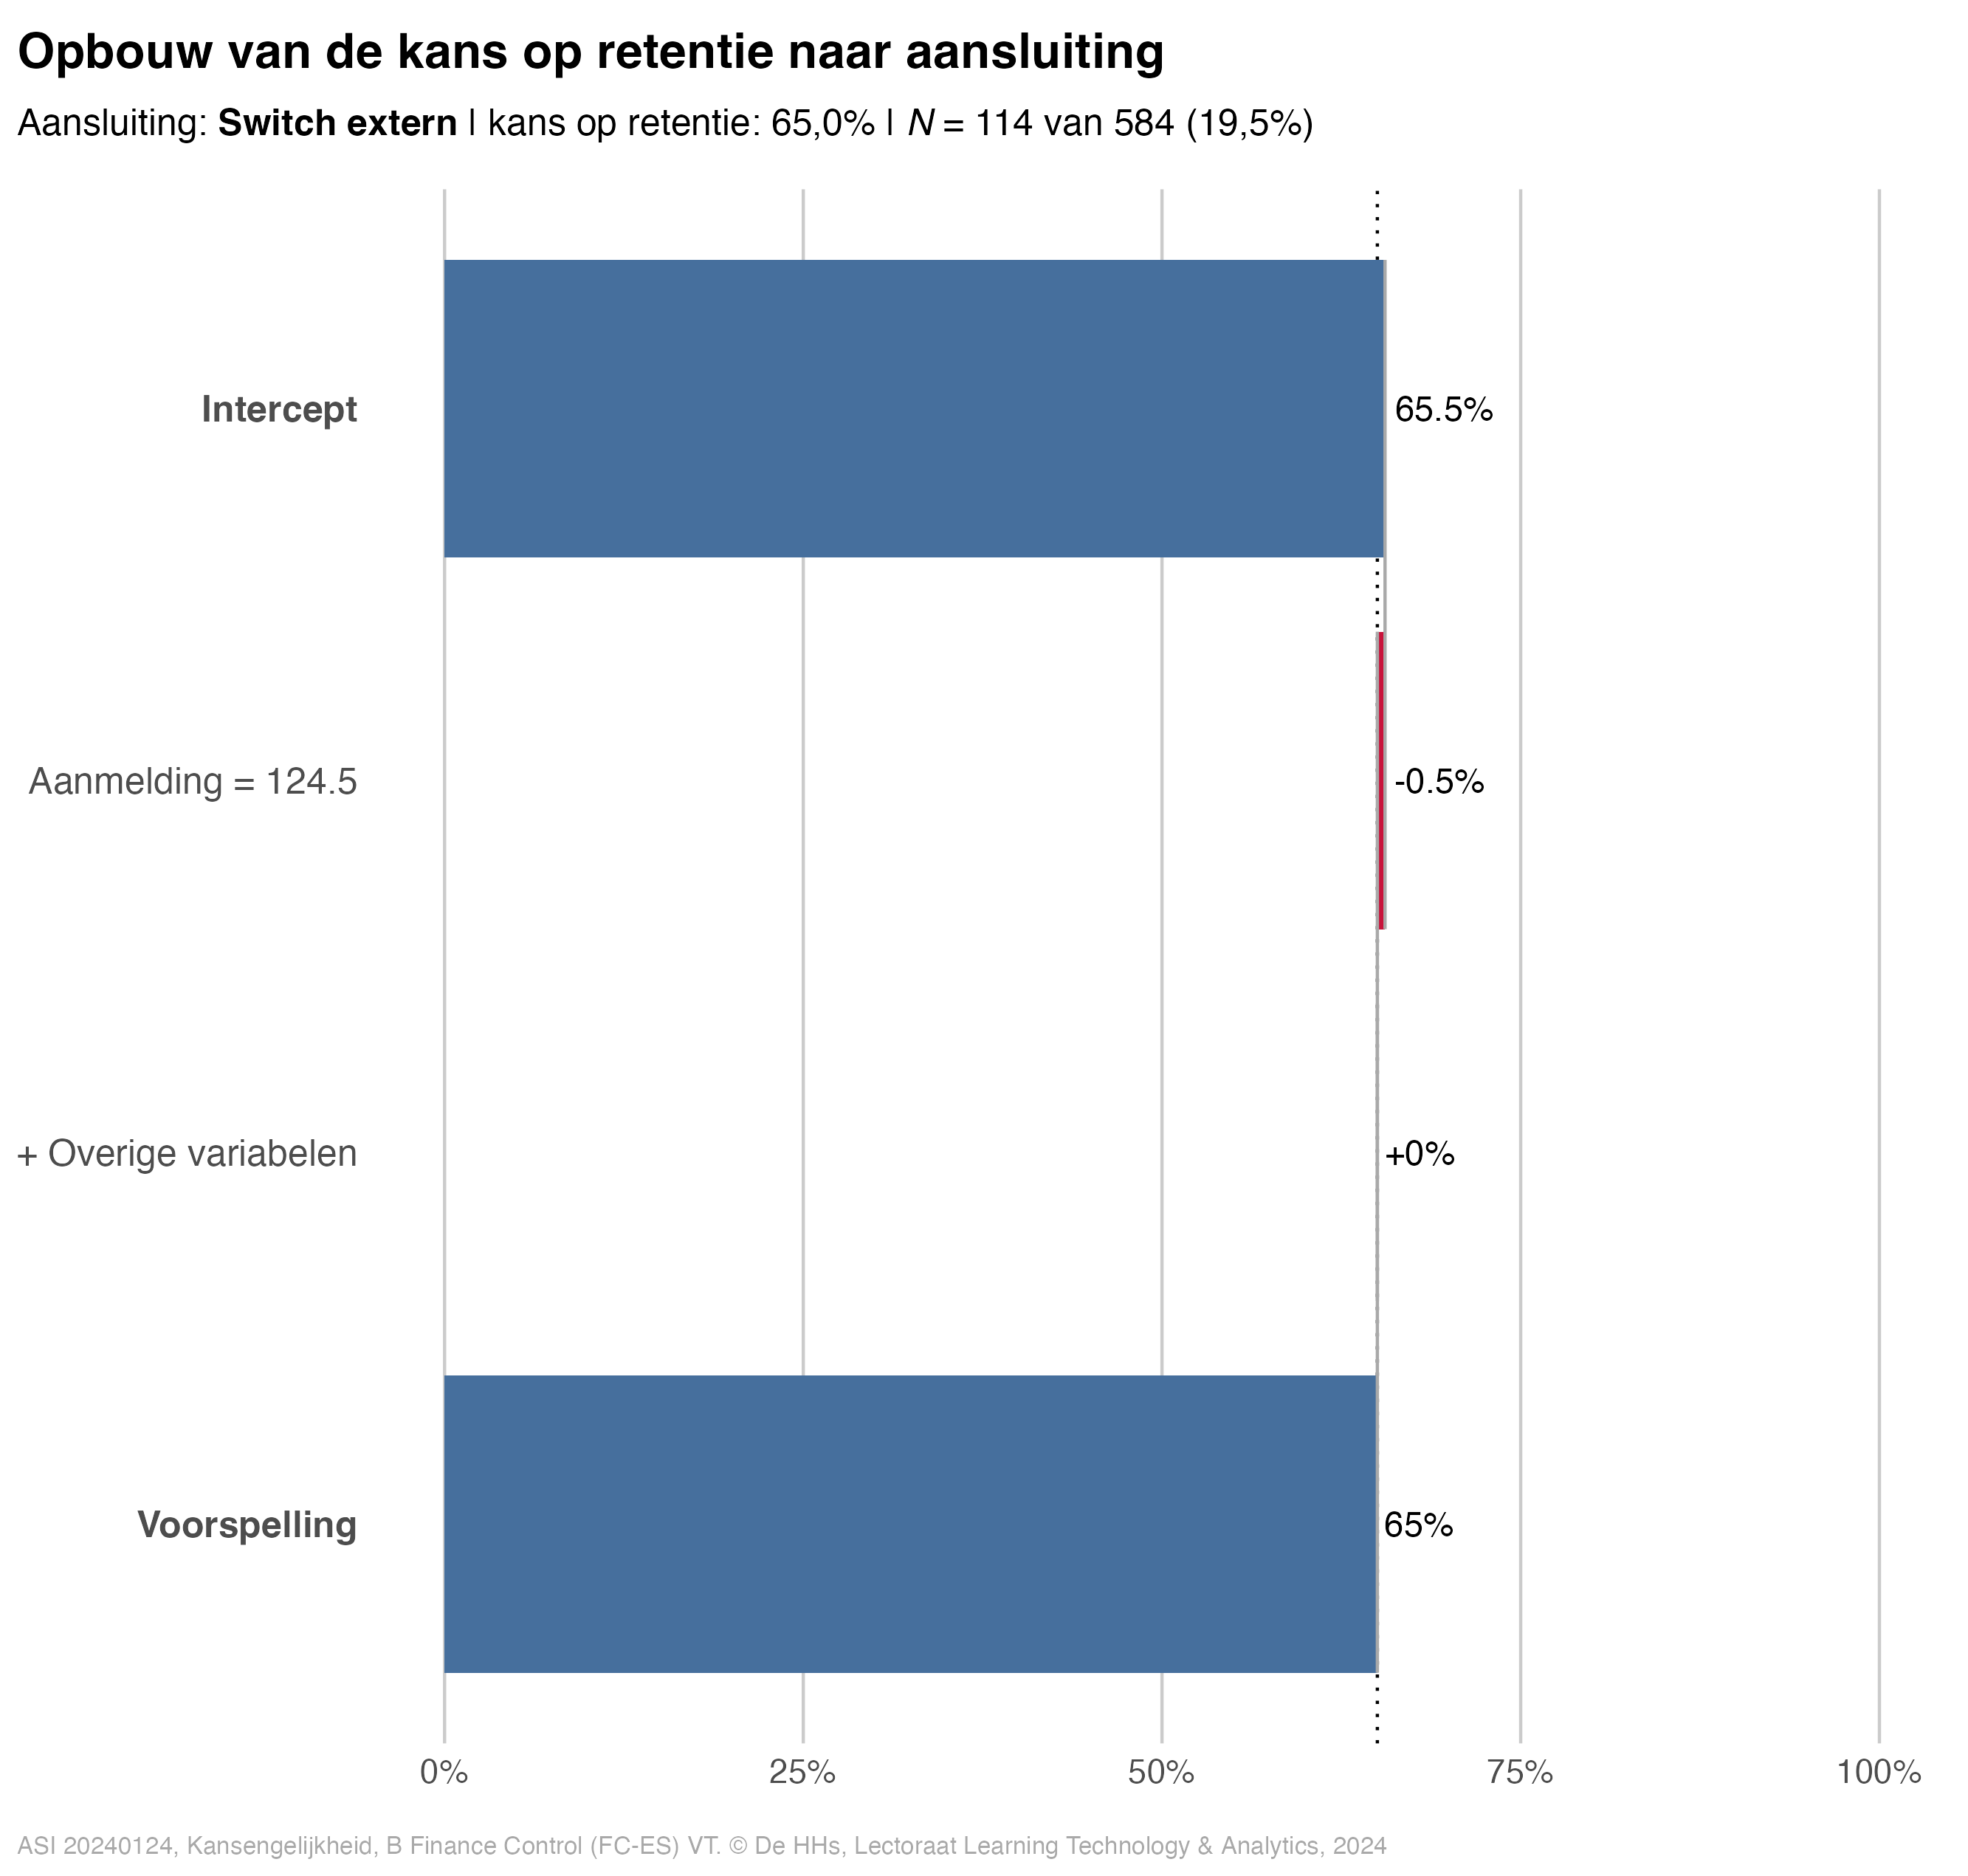 Opbouw van de kans op retentie naar aansluiting
Aansluiting: Switch extern | kans op retentie: 65,0% | N = 114 van 584 (19,5%)
Intercept
65.5%
Aanmelding = 124.5
-0.5%
+ Overige variabelen
+0%
Voorspelling
65%
0% 25% 50% 75% 100%
ASI 20240124, Kansengelijkheid, B Finance Control (FC-ES) VT. © De HHs, Lectoraat Learning Technology & Analytics, 2024